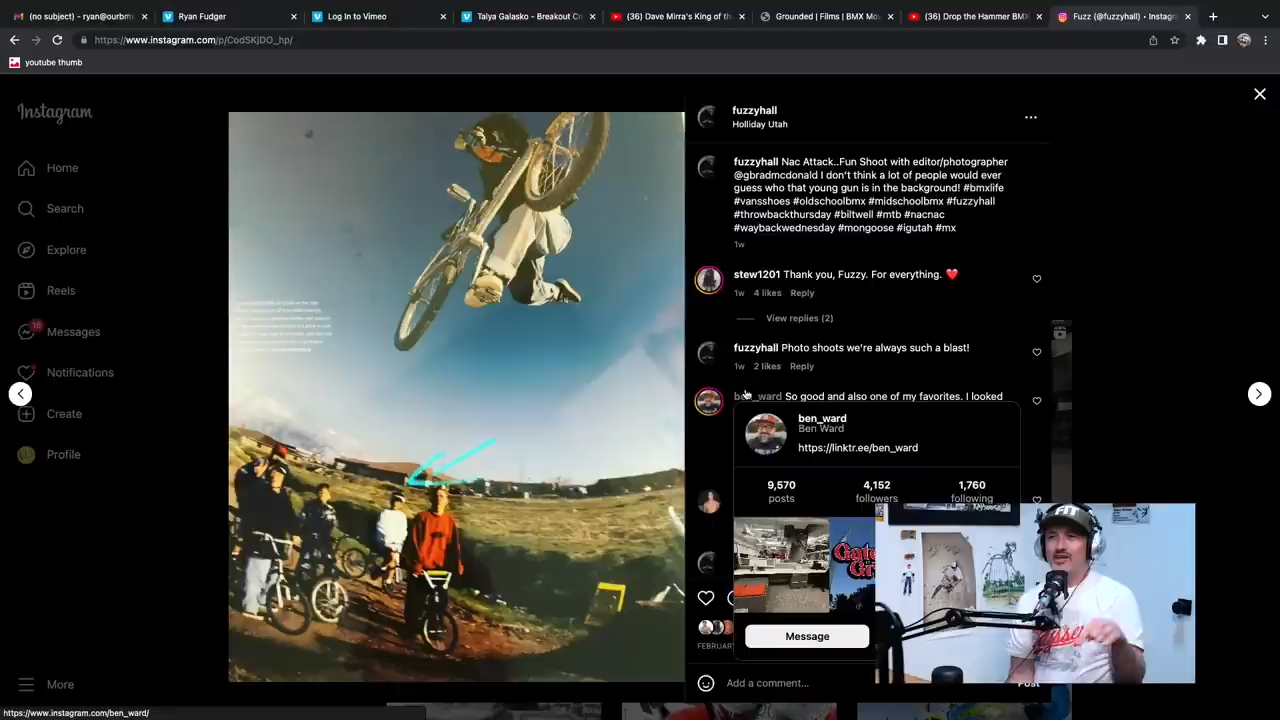 (no subject) - ryan@ourbm
Ryan Fudger
Log In to Vimeo
Talya Galasko - Breakout Cr
(36) Dave Mirra's King of th
Grounded | Films | BMX Mov
(36) Drop the Hammer BMX
Fuzz (@fuzzyhall) • Instagr
https://www.instagram.com/p/CodSKjDO_hp/
youtube thumb
Instagram
Home
Search
Explore
Reels
18
Messages
Notifications
Create
Profile
More
fuzzyhall
Holliday Utah
fuzzyhall Nac Attack..Fun Shoot with editor/photographer
@gbradmcdonald I don't think a lot of people would ever
guess who that young gun is in the background! #bmxlife
#vansshoes #oldschoolbmx #midschoolbmx #fuzzyhall
#throwbackthursday #biltwell #mtb #nacnac
#waybackwednesday #mongoose #igutah #mx
1w
stew1201 Thank you, Fuzzy. For everything. ❤️
1w 4 likes Reply
View replies (2)
fuzzyhall Photo shoots we're always such a blast!
1w 2 likes Reply
ben_ward So good and also one of my favorites. I looked
ben_ward
Ben Ward
https://linktr.ee/ben_ward
9,570 4,152 1,760
posts followers following
FIT
Message
FEBRUAR
Add a comment...
Post
https://www.instagram.com/ben_ward/